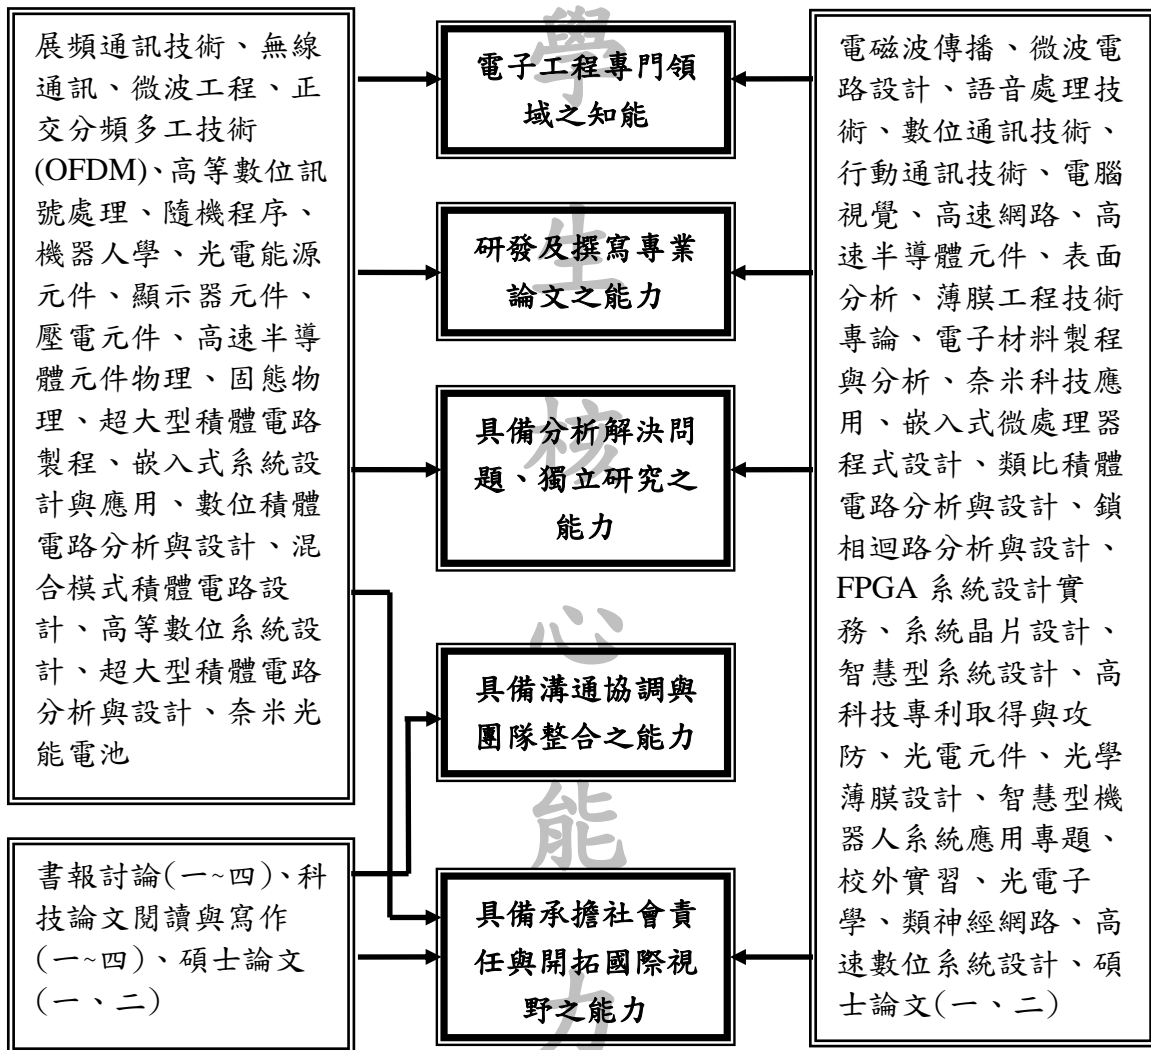 展頻通訊技術、無線
通訊、微波工程、正
交分頻多工技術
(OFDM)、高等數位訊
號處理、隨機程序、
機器人學、光電能源
元件、顯示器元件、
壓電元件、高速半導
體元件物理、固態物
理、超大型積體電路
製程、嵌入式系統設
計與應用、數位積體
電路分析與設計、混
合模式積體電路設
計、高等數位系統設
計、超大型積體電路
分析與設計、奈米光
能電池
書報討論(一~四)、科
技論文閱讀與寫作
(一~四)、碩士論文
(一、二)
學
生
核
心
能
力
電子工程專門領
域之知能
研發及撰寫專業
論文之能力
具備分析解決問
題、獨立研究之
能力
具備溝通協調與
團隊整合之能力
具備承擔社會責
任與開拓國際視
野之能力
電磁波傳播、微波電
路設計、語音處理技
術、數位通訊技術、
行動通訊技術、電腦
視覺、高速網路、高
速半導體元件、表面
分析、薄膜工程技術
專論、電子材料製程
與分析、奈米科技應
用、嵌入式微處理器
程式設計、類比積體
電路分析與設計、鎖
相迴路分析與設計、
FPGA 系統設計實
務、系統晶片設計、
智慧型系統設計、高
科技專利取得與攻
防、光電元件、光學
薄膜設計、智慧型機
器人系統應用專題、
校外實習、光電子
學、類神經網路、高
速數位系統設計、碩
士論文(一、二)